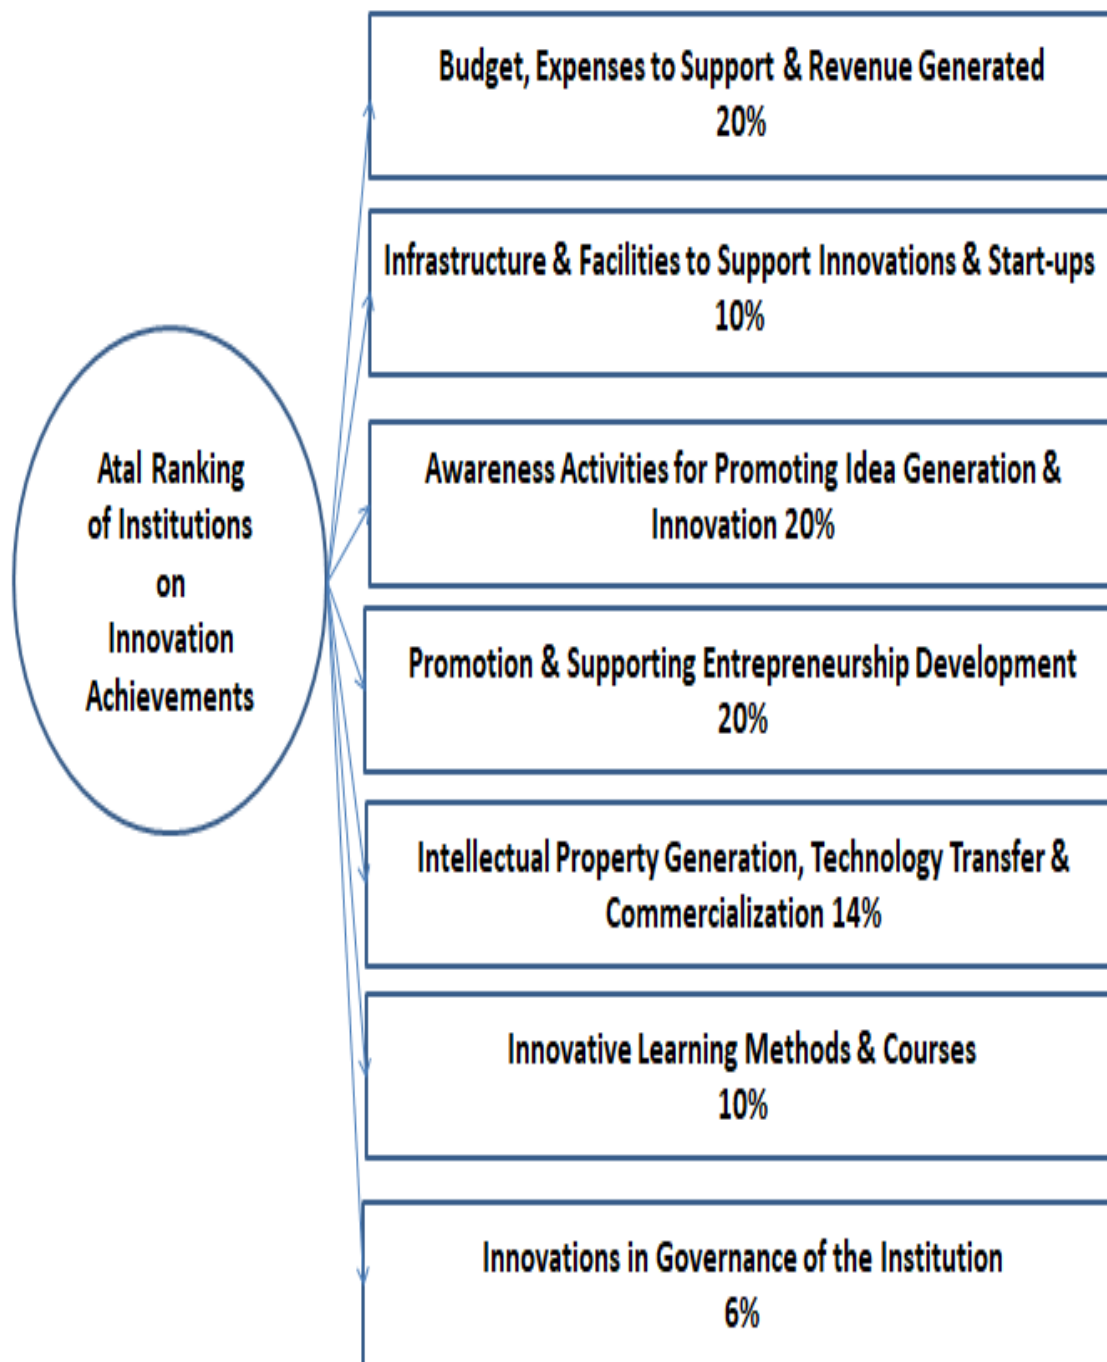 Budget, Expenses to Support & Revenue Generated
20%
Infrastructure & Facilities to Support Innovations & Start-ups
10%
Atal Ranking
of Institutions
on
Innovation
Achievements
Awareness Activities for Promoting Idea Generation &
Innovation 20%
Promotion & Supporting Entrepreneurship Development
20%
Intellectual Property Generation, Technology Transfer &
Commercialization 14%
Innovative Learning Methods & Courses
10%
Innovations in Governance of the Institution
6%